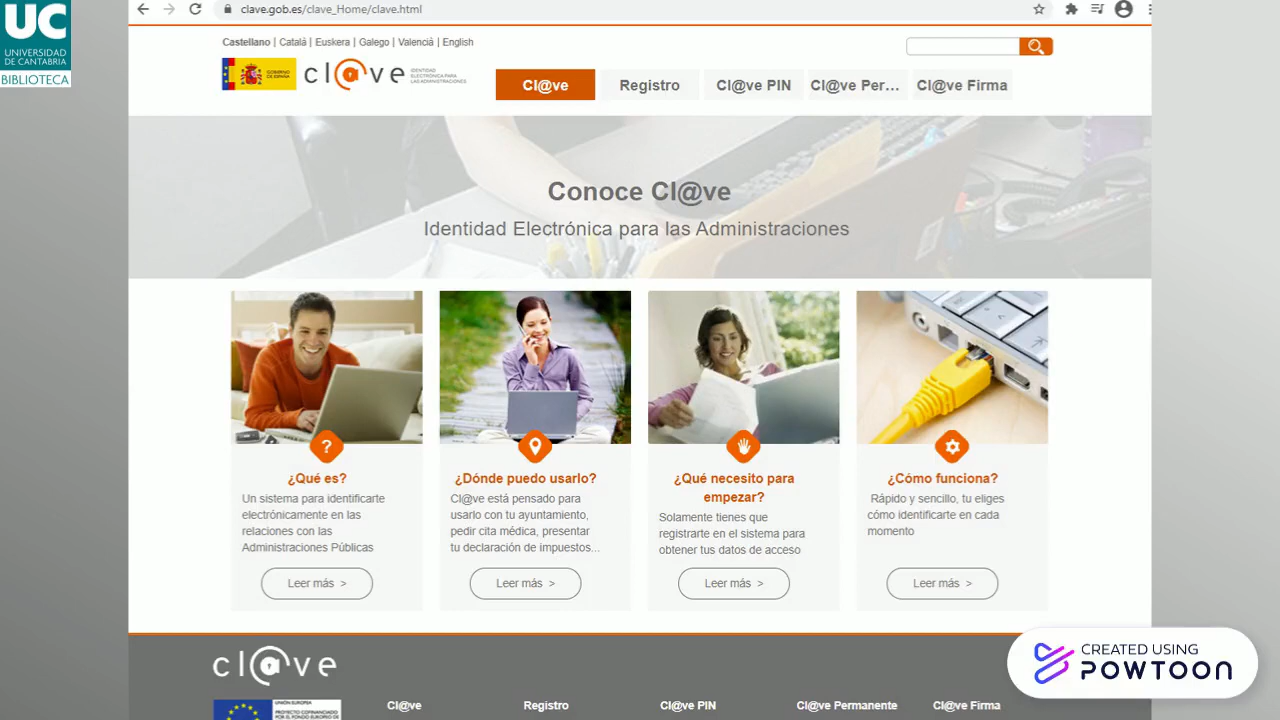 UC
UNIVERSIDAD
DE CANTABRIA
BIBLIOTECA
clave.gob.es/clave_Home/clave.html
Castellano | Catalá | Euskera | Galego | Valencià | English
GOBIERNO
DE ESPAÑA
cl@ve
IDENTIDAD
ELECTRÓNICA PARA
LAS ADMINISTRACIONES
Cl@ve
Registro
Cl@ve PIN
Cl@ve Per...
Cl@ve Firma
Conoce Cl@ve
Identidad Electrónica para las Administraciones
?
¿Qué es?
Un sistema para identificarte
electrónicamente en las
relaciones con las
Administraciones Públicas
Leer más >
¿Dónde puedo usarlo?
Cl@ve está pensado para
usarlo con tu ayuntamiento,
pedir cita médica, presentar
tu declaración de impuestos...
Leer más >
¿Qué necesito para
empezar?
Solamente tienes que
registrarte en el sistema para
obtener tus datos de acceso
Leer más >
¿Cómo funciona?
Rápido y sencillo, tu eliges
cómo identificarte en cada
momento
Leer más >
cl@ve
UNIÓN EUROPEA
PROYECTO COFINANCIADO
POR EL FONDO EUROPEO DE
Cl@ve
Registro
Cl@ve PIN
Cl@ve Permanente
Cl@ve Firma
CREATED USING
POWTOON